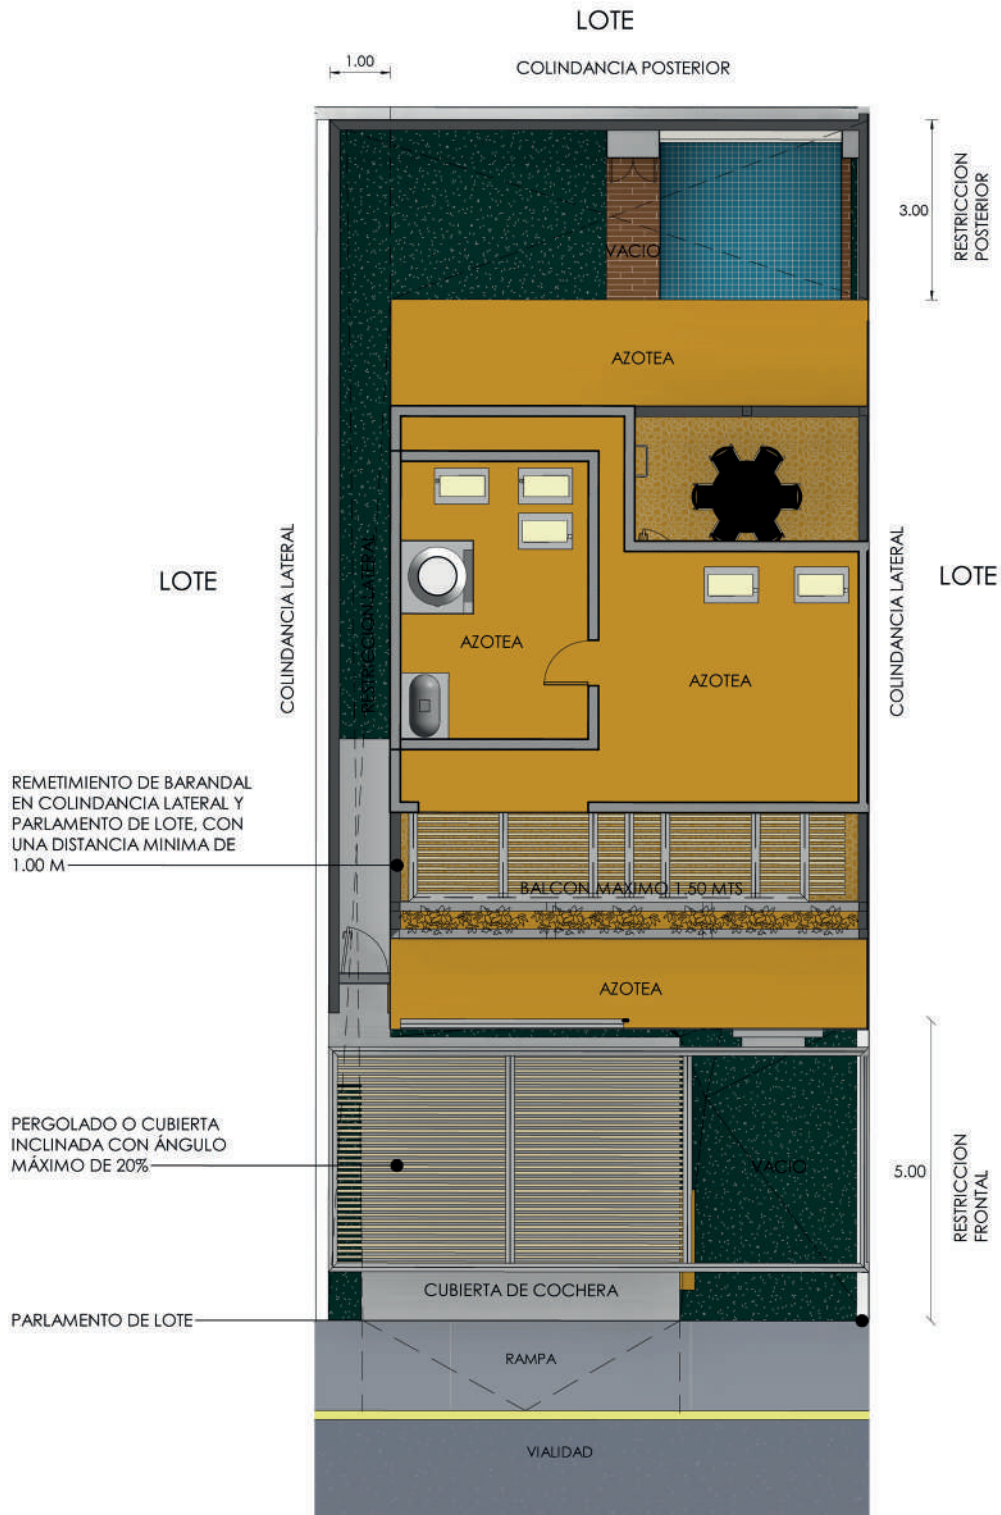 LOTE
1.00
COLINDANCIA POSTERIOR
3.00
RESTRICCION
POSTERIOR
VACIO
AZOTEA
COLINDANCIA LATERAL
LOTE
RESTRICCION LATERAL
AZOTEA
AZOTEA
COLINDANCIA LATERAL
LOTE
REMETIMIENTO DE BARANDAL
EN COLINDANCIA LATERAL Y
PARLAMENTO DE LOTE, CON
UNA DISTANCIA MINIMA DE
1.00 M
BALCON MAXIMO 1.50 MTS
AZOTEA
PERGOLADO O CUBIERTA
INCLINADA CON ÁNGULO
MÁXIMO DE 20%
VACIO
5.00
RESTRICCION
FRONTAL
CUBIERTA DE COCHERA
PARLAMENTO DE LOTE
RAMPA
VIALIDAD